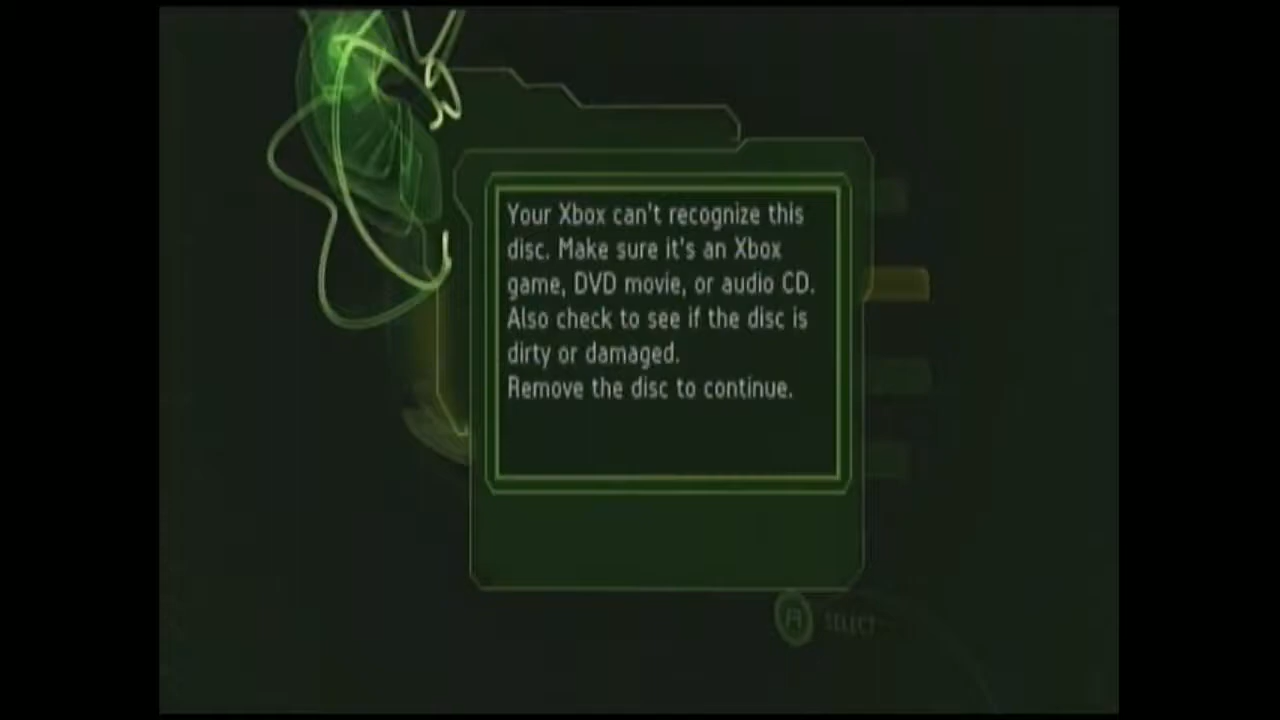 Your Xbox can't recognize this
disc. Make sure it's an Xbox
game, DVD movie, or audio CD.
Also check to see if the disc is
dirty or damaged.
Remove the disc to continue.
A